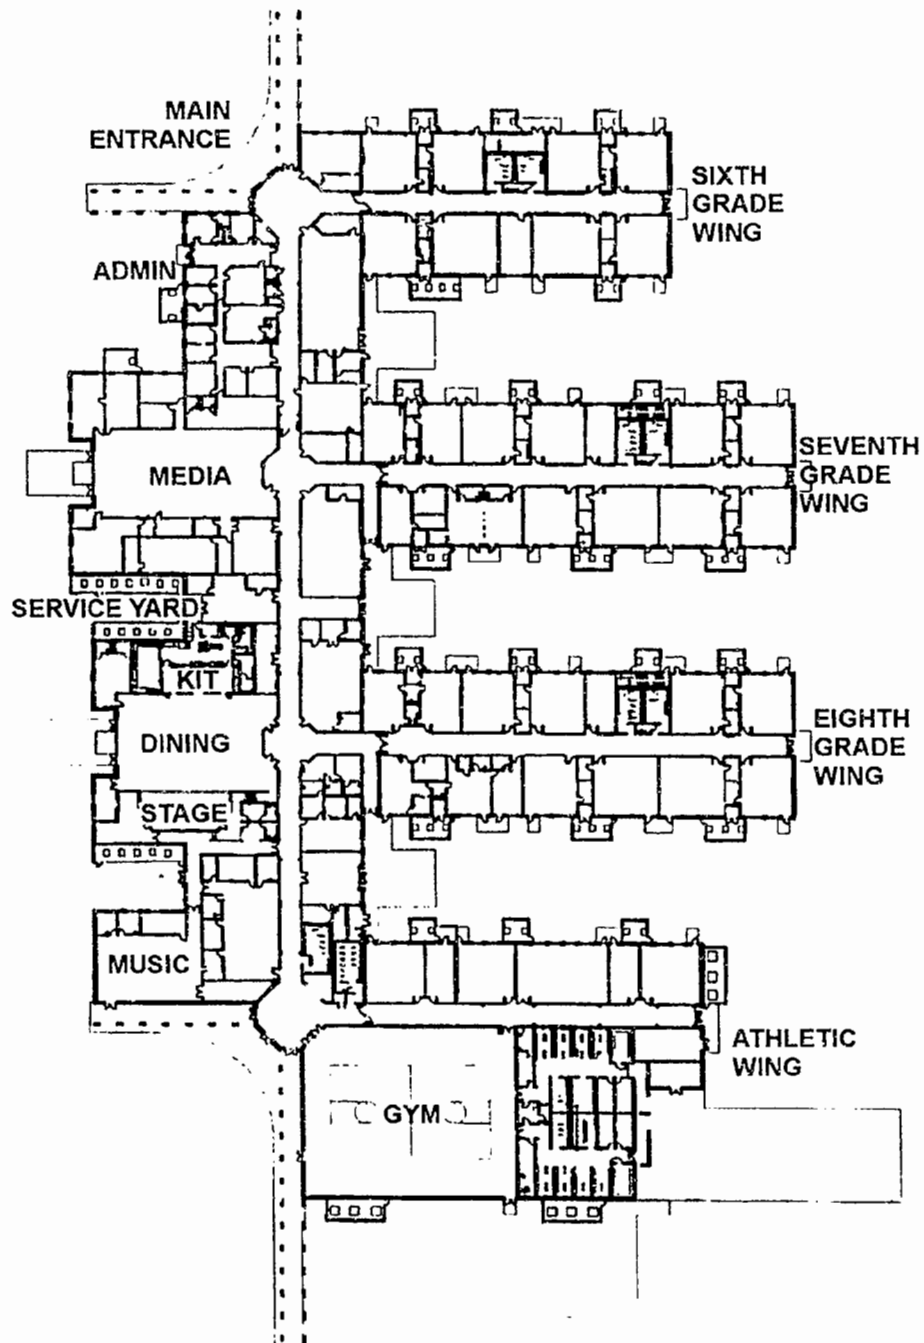 MAIN
ENTRANCE
SIXTH
GRADE
WING
ADMIN
MEDIA
SEVENTH
GRADE
WING
SERVICE YARD
KIT
DINING
EIGHTH
GRADE
WING
STAGE
MUSIC
ATHLETIC
WING
GYM